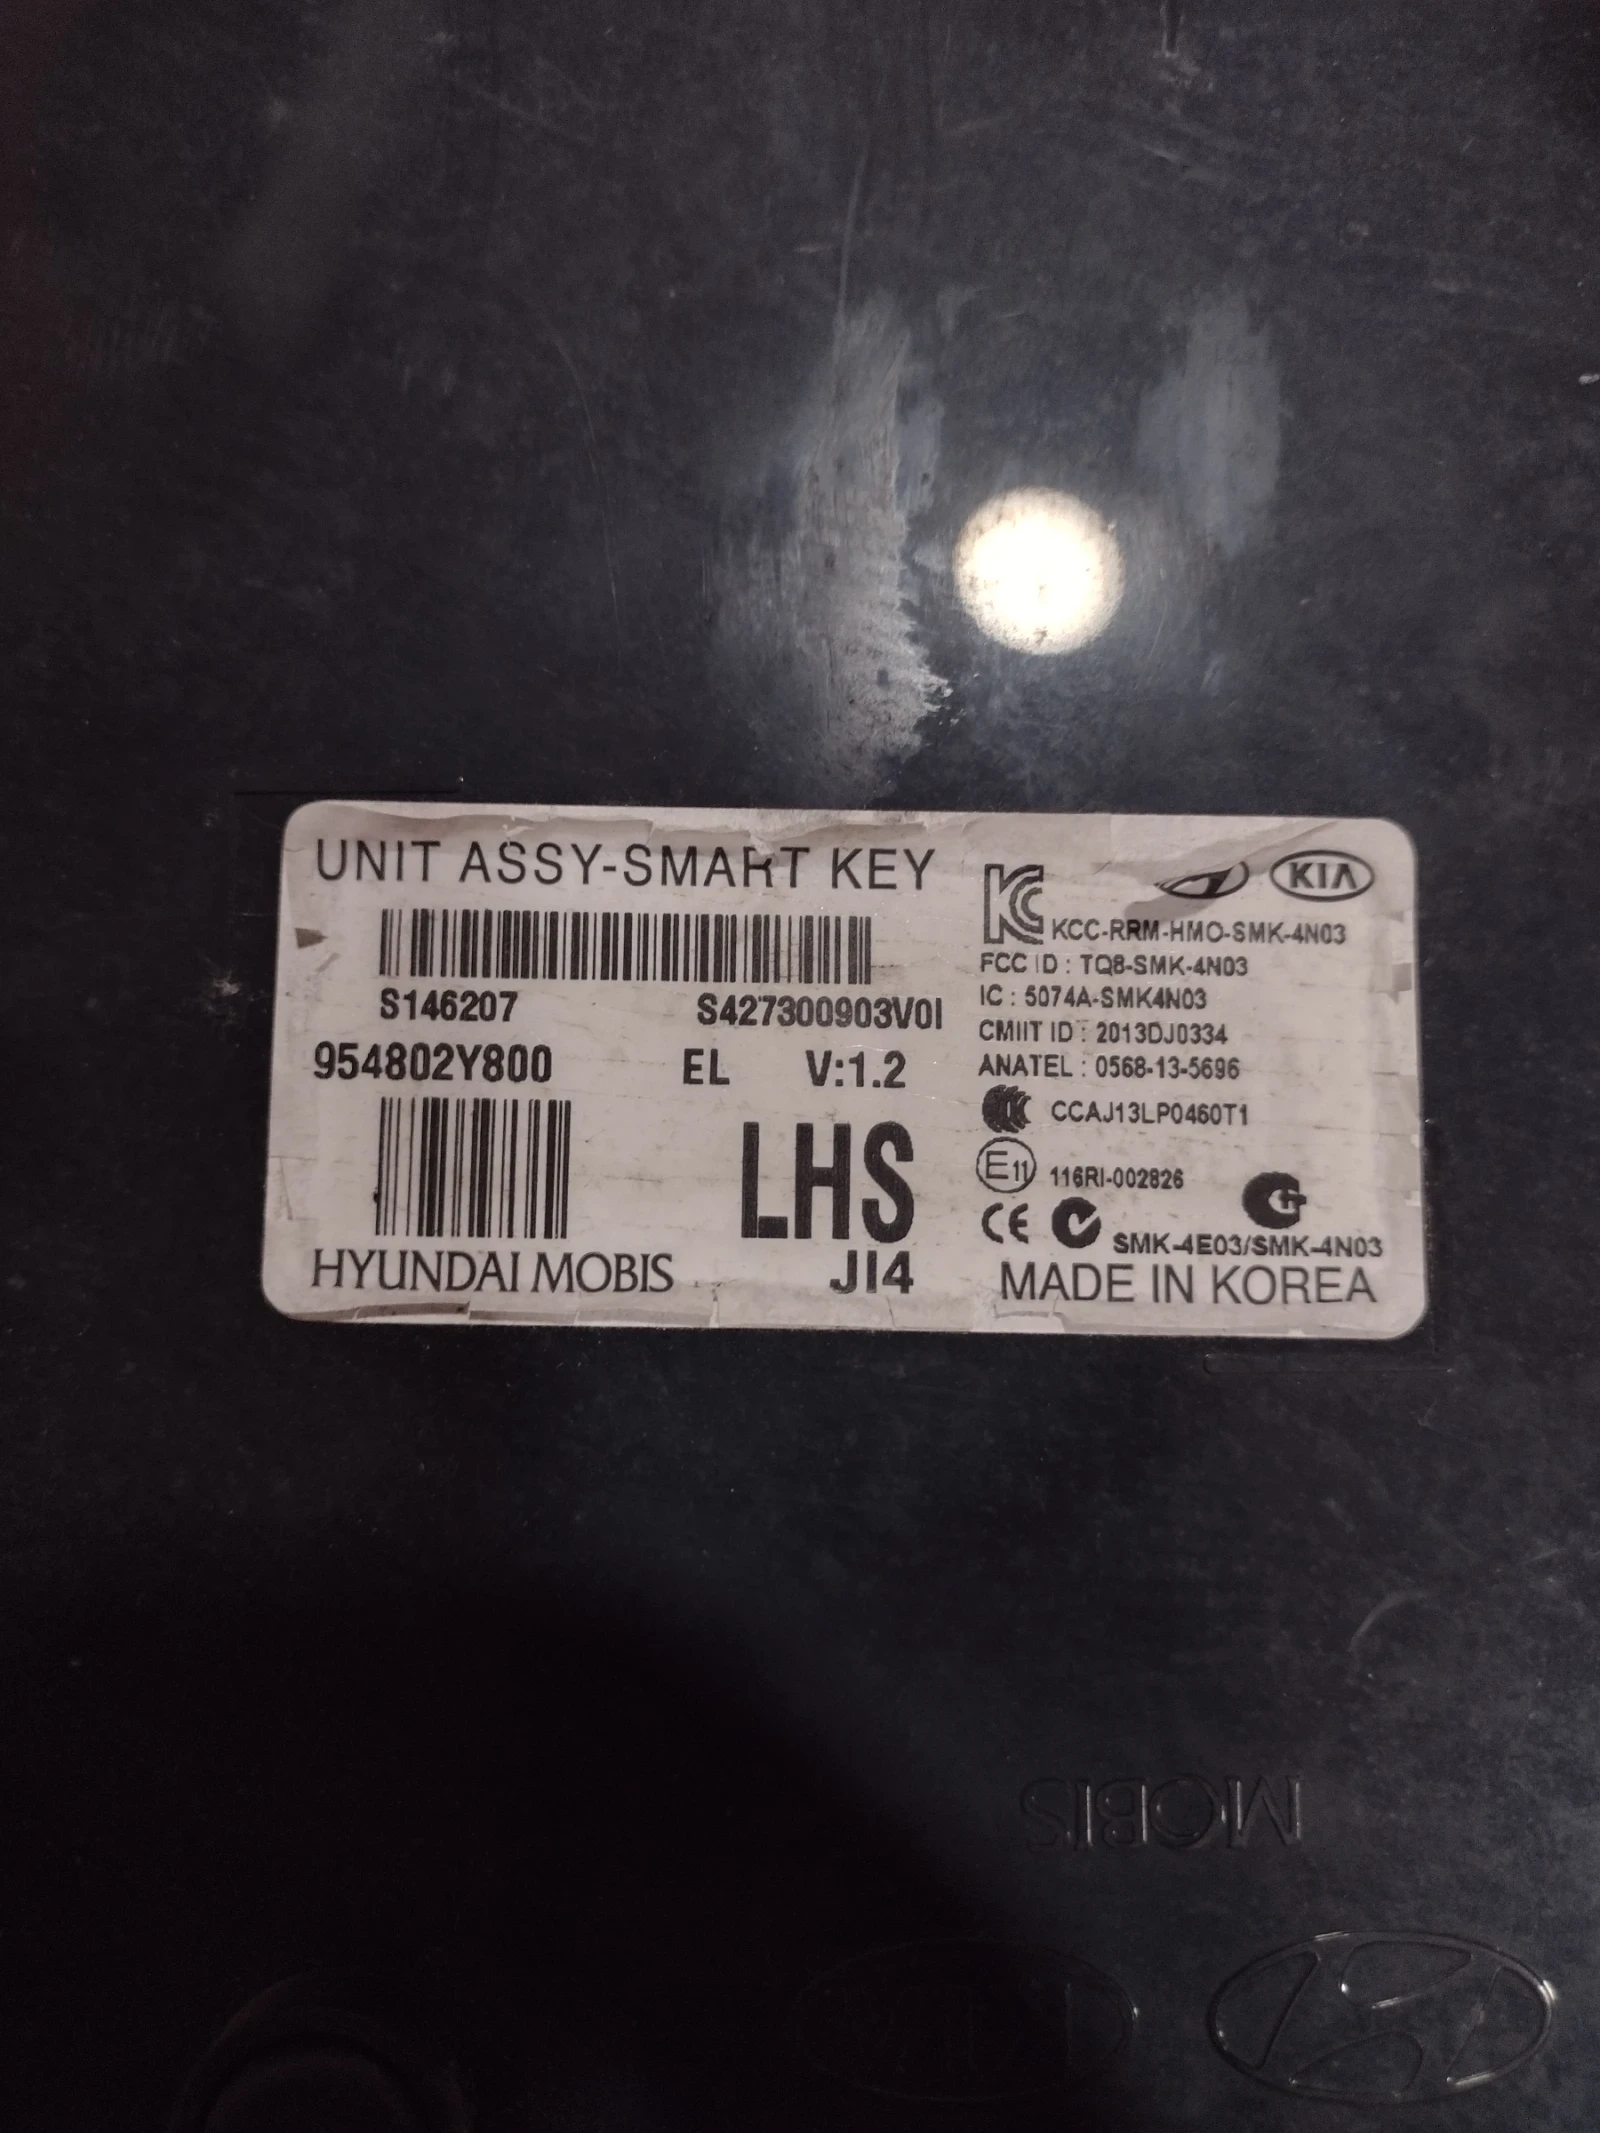 UNIT ASSY-SMART KEY
KIA
KC KCC-RRM-HMO-SMK-4N03
FCC ID : TQ8-SMK-4N03
S146207 S427300903V0I
IC : 5074A-SMK4N03
CMIIT ID : 2013DJ0334
954802Y800 EL V:1.2
ANATEL : 0568-13-5696
CCAJ13LP0460T1
LHS
E11 116RI-002826
CE SMK-4E03/SMK-4N03
HYUNDAI MOBIS JI4 MADE IN KOREA
MOBIS
KIA